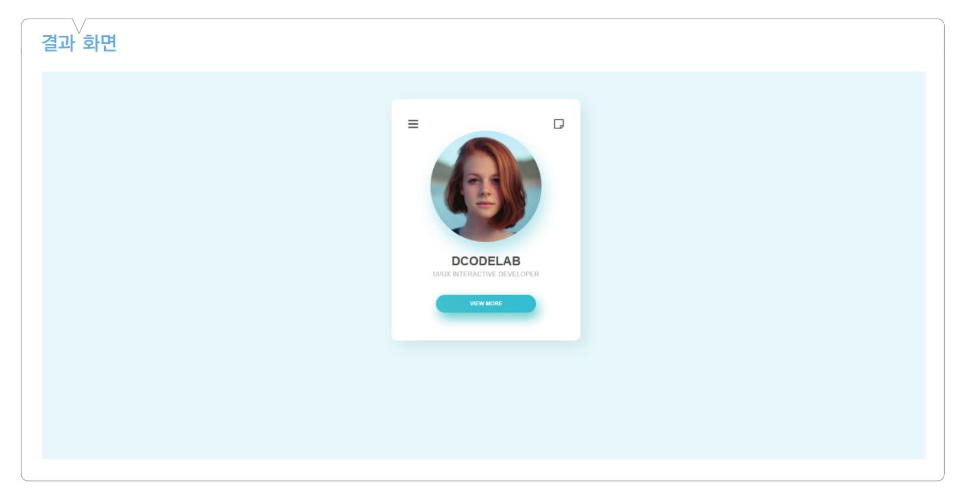 결과 화면
DCODELAB
UI/UX INTERACTIVE DEVELOPER
VIEW MORE